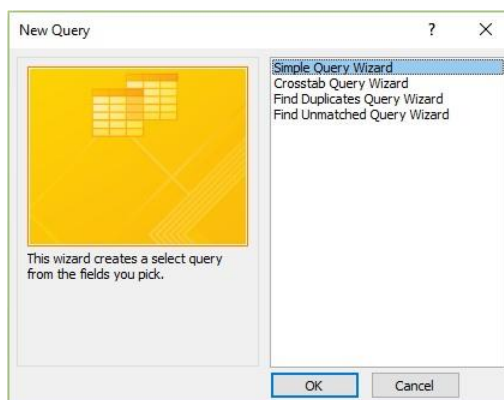 New Query
?
Simple Query Wizard
Crosstab Query Wizard
Find Duplicates Query Wizard
Find Unmatched Query Wizard
This wizard creates a select query
from the fields you pick.
OK
Cancel